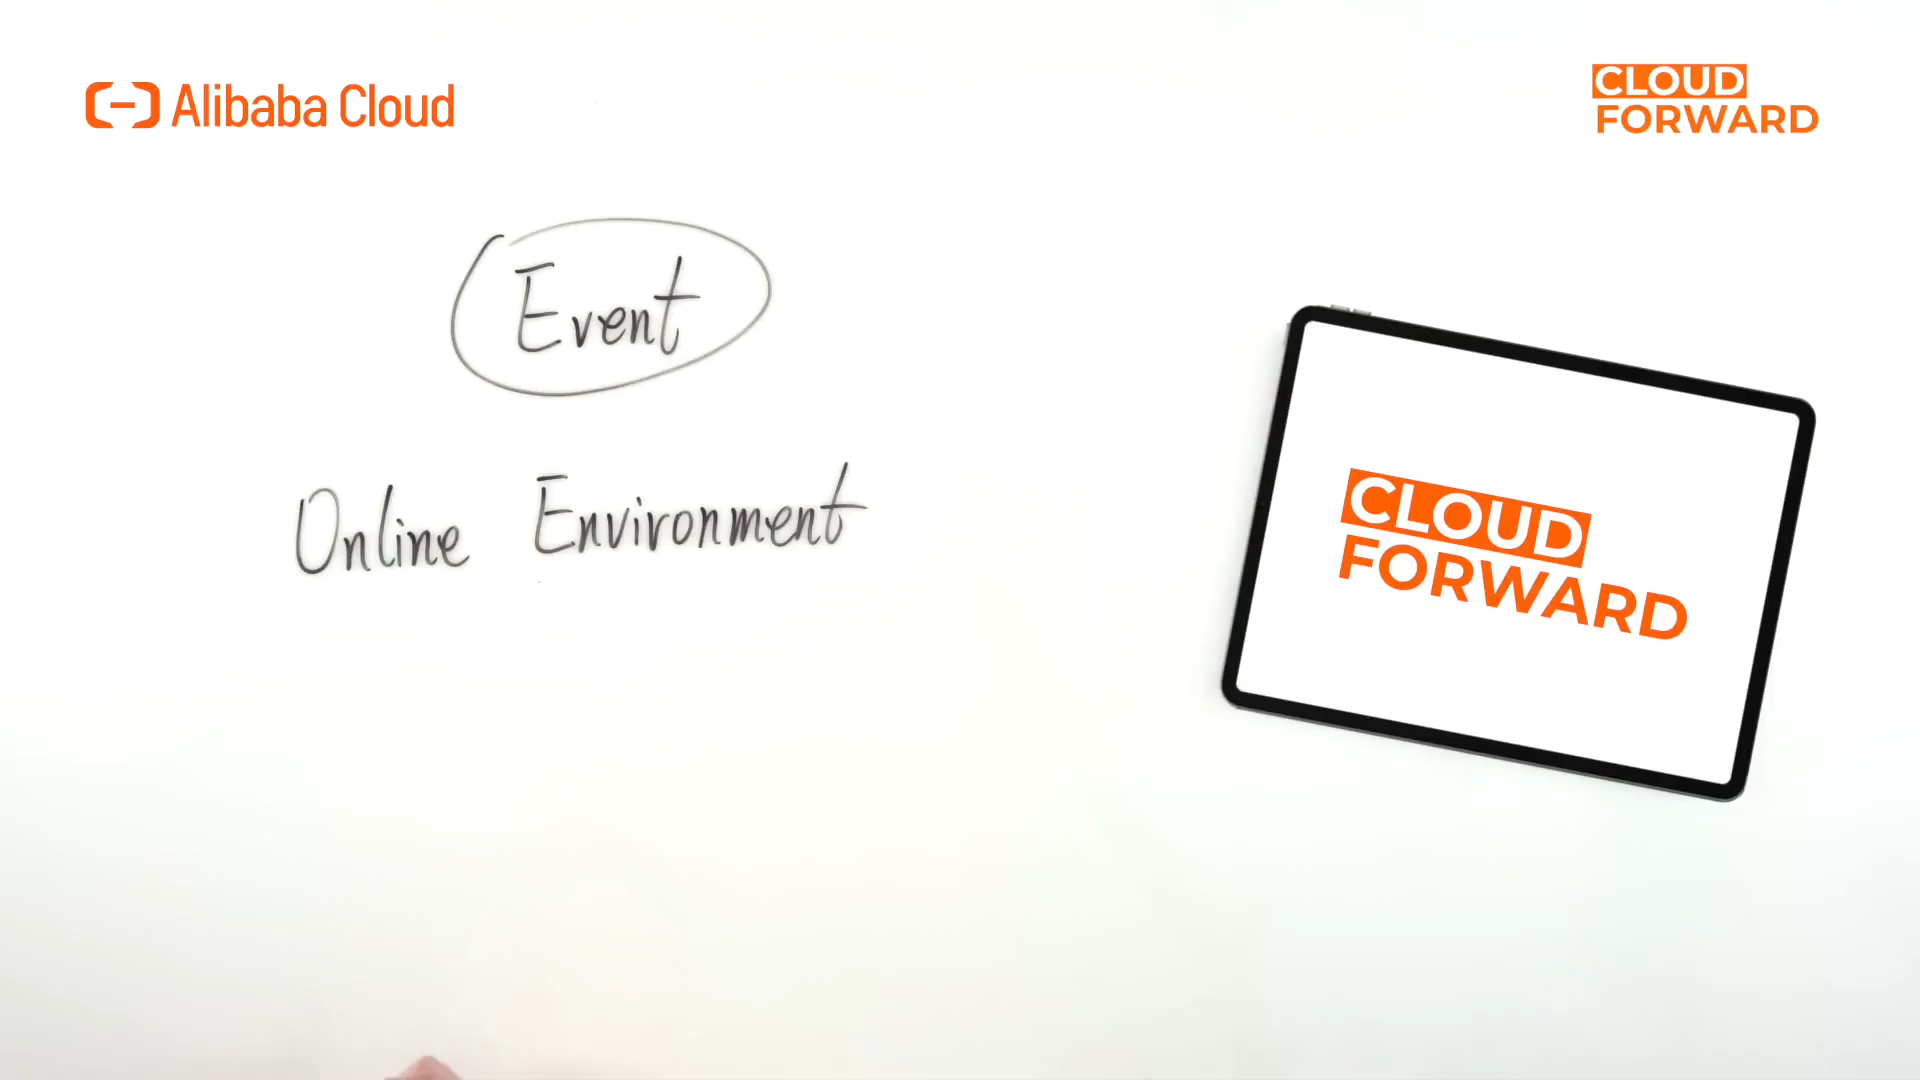 Alibaba Cloud
CLOUD
FORWARD
Event
Online Environment
CLOUD
FORWARD